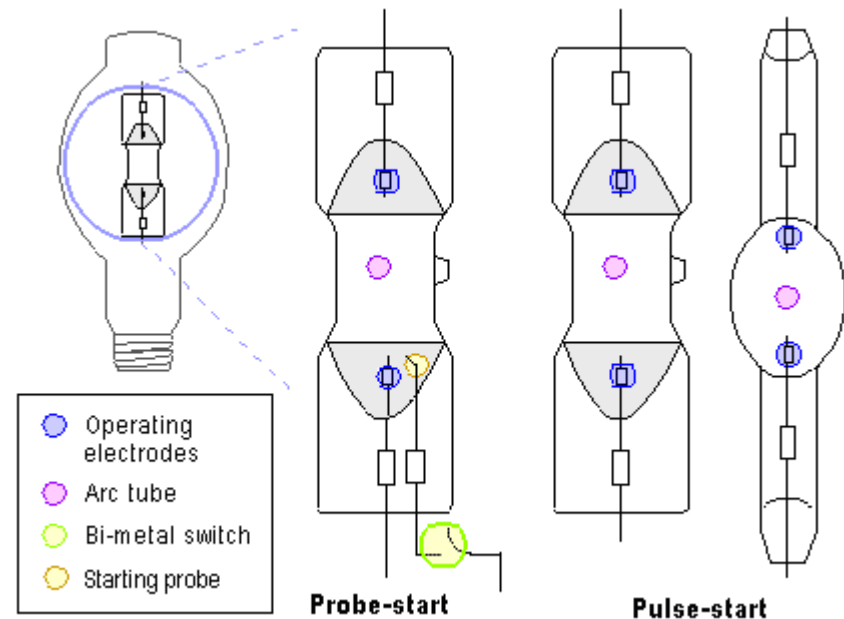 Operating
electrodes
Arc tube
Bi-metal switch
Starting probe
Probe-start
Pulse-start